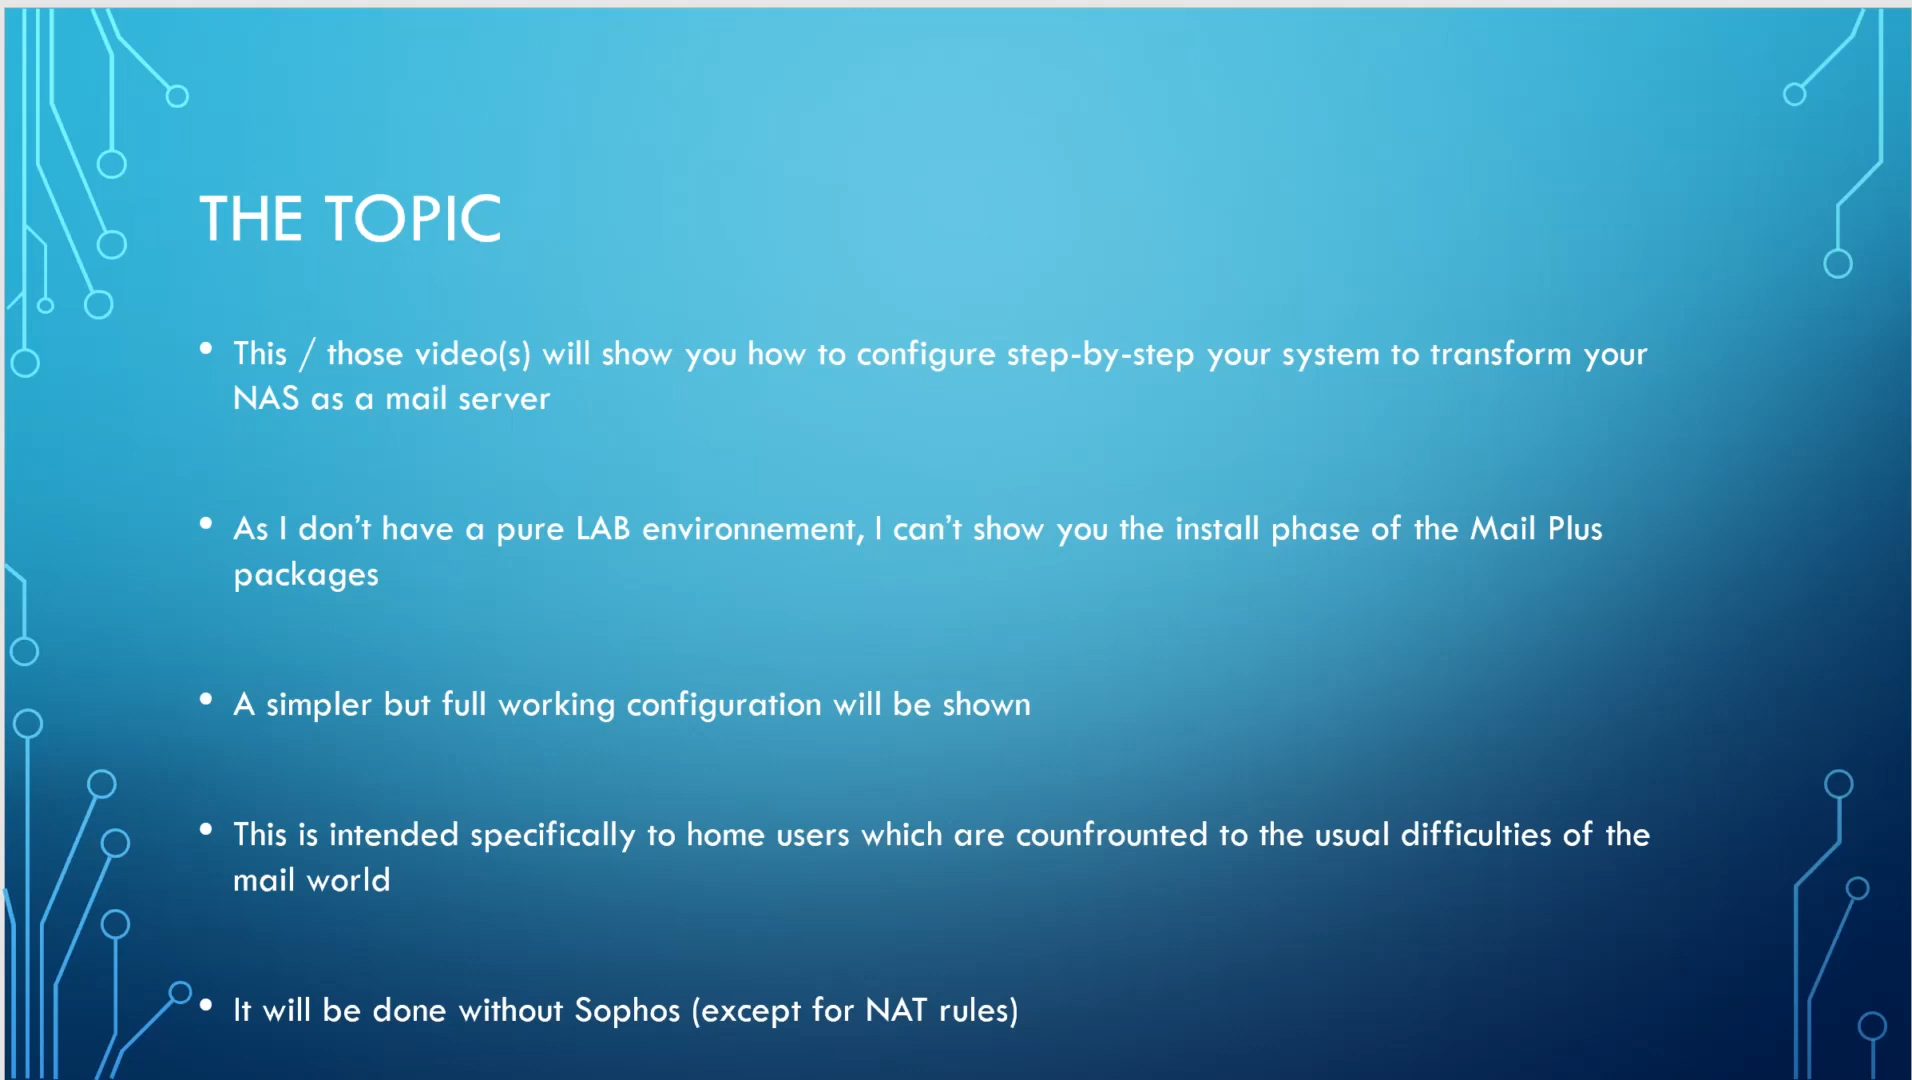 THE TOPIC
• This / those video(s) will show you how to configure step-by-step your system to transform your
NAS as a mail server
• As I don’t have a pure LAB environnement, I can’t show you the install phase of the Mail Plus
packages
• A simpler but full working configuration will be shown
• This is intended specifically to home users which are counfrounted to the usual difficulties of the
mail world
• It will be done without Sophos (except for NAT rules)